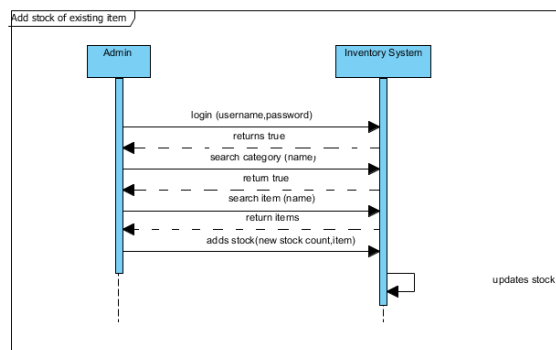 Add stock of existing item
Admin
Inventory System
login (username,password)
returns true
search category (name)
return true
search item (name)
return items
adds stock(new stock count,item)
updates stock